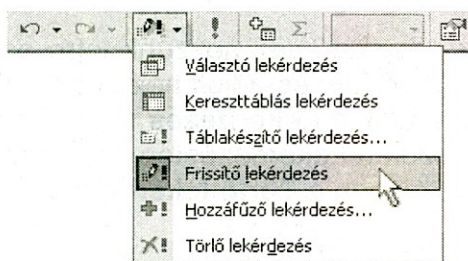 Választó lekérdezés
Kereszttáblás lekérdezés
Táblakészítő lekérdezés...
Frissítő lekérdezés
Hozzáfűző lekérdezés...
Törlő lekérdezés